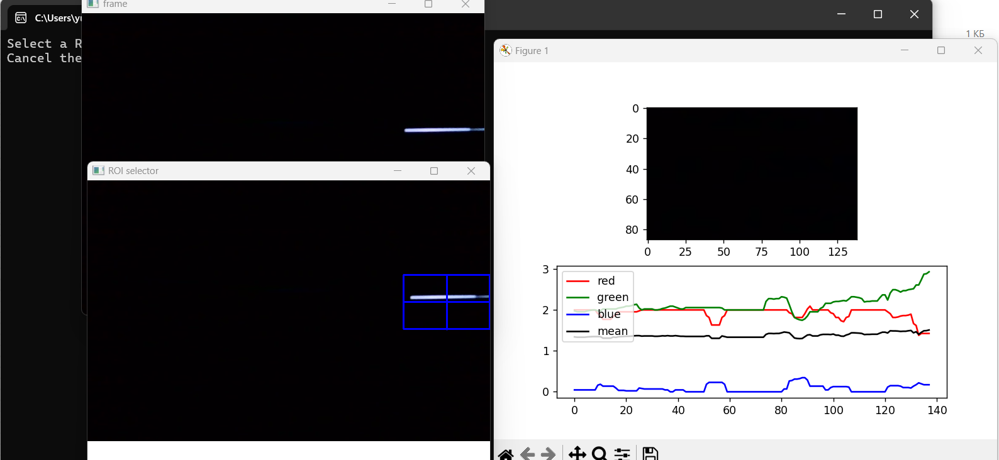 frame
C:\Users\yu
1 КБ
Select a R
Cancel the
Figure 1
ROI selector
0
20
40
60
80
0 25 50 75 100 125
3
2
1
0
red
green
blue
mean
0 20 40 60 80 100 120 140